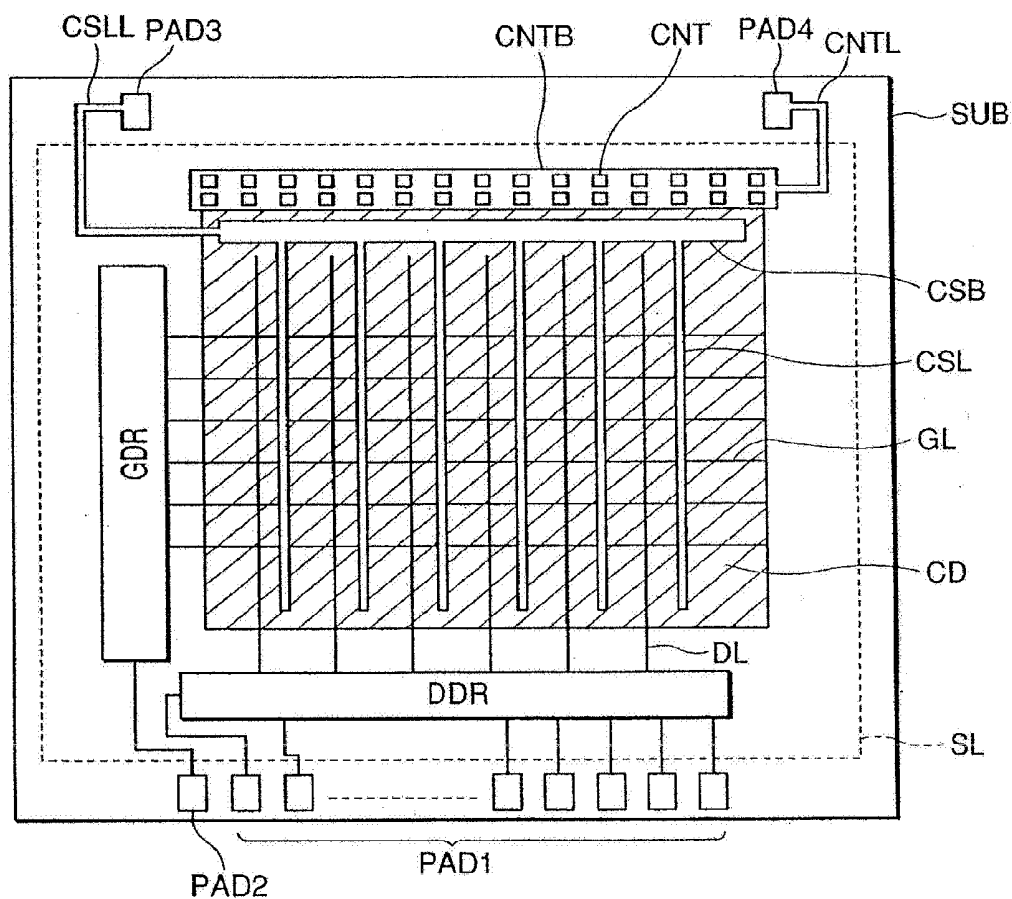 CSLL PAD3 CNTB CNT PAD4 CNTL
SUB
CSB
CSL
GDR
GL
CD
DL
DDR
SL
PAD1
PAD2